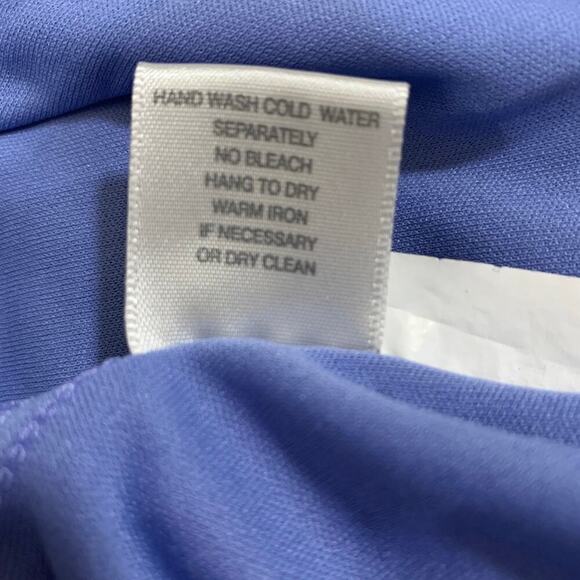 HAND WASH COLD WATER
SEPARATELY
NO BLEACH
HANG TO DRY
WARM IRON
IF NECESSARY
OR DRY CLEAN